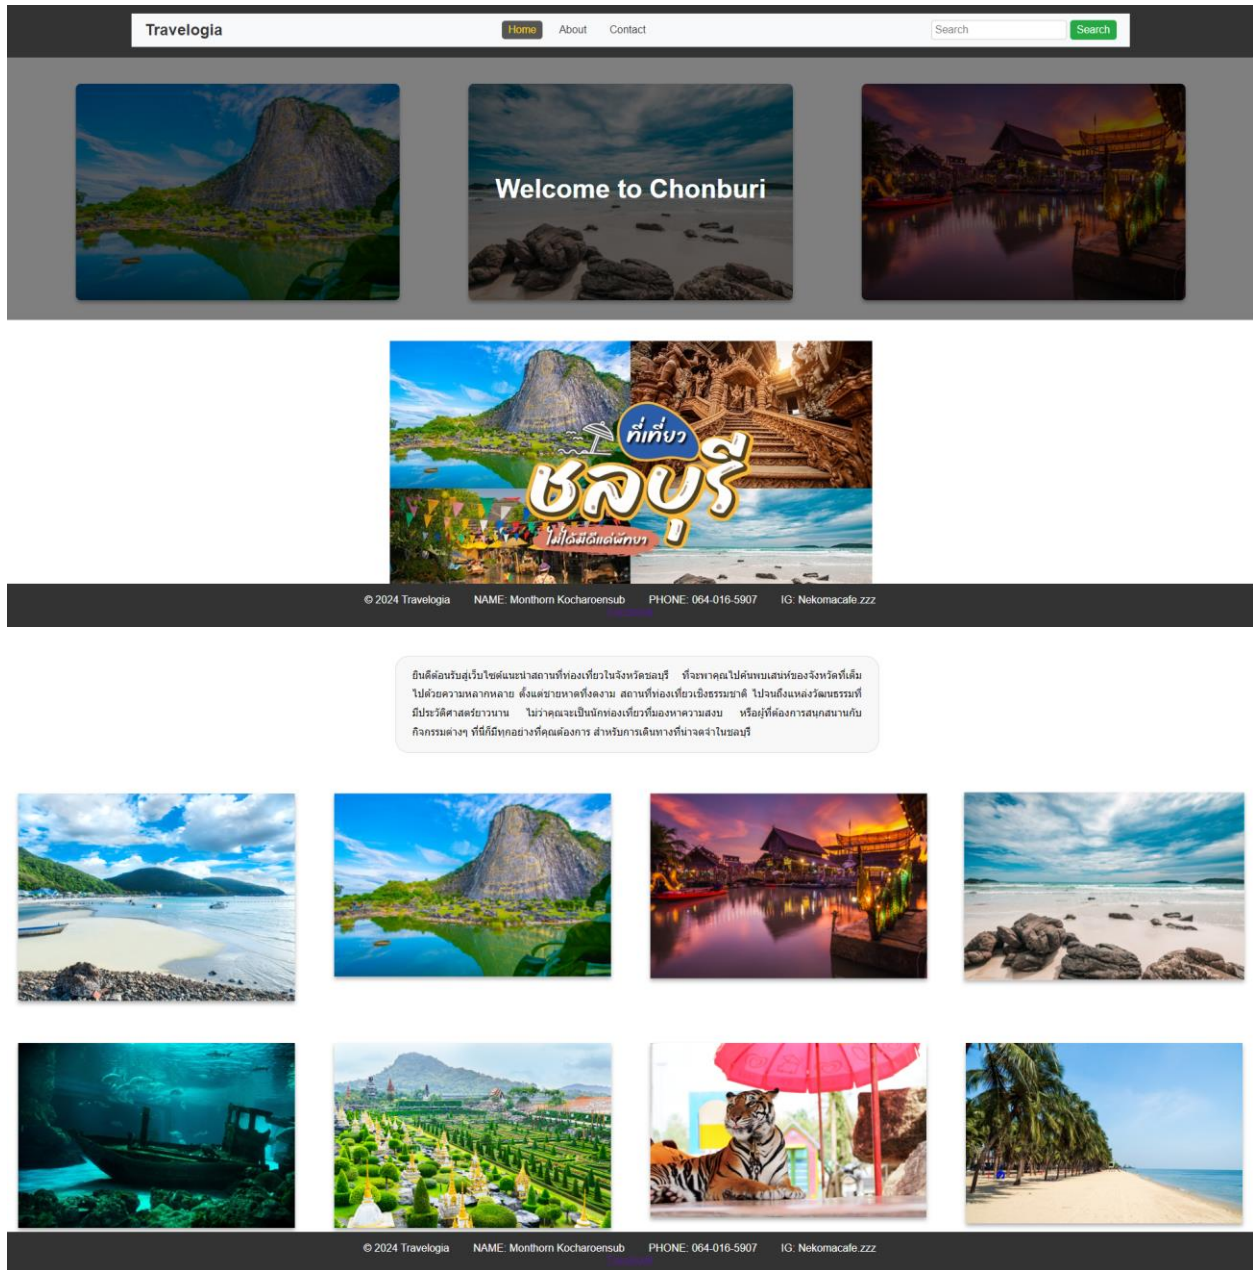 Travelogia
Home About Contact
Search Search
Welcome to Chonburi
ที่เที่ยว
ชลบุรี
ไม่ได้มีดีแค่พัทยา
© 2024 Travelogia NAME: Monthorn Kocharoensub PHONE: 064-016-5907 IG: Nekomacafe.zzz
ยินดีต้อนรับสู่เว็บไซต์แนะนำสถานที่ท่องเที่ยวในจังหวัดชลบุรี ที่จะพาคุณไปค้นพบเสน่ห์ของจังหวัดที่เต็ม
ไปด้วยความหลากหลาย ตั้งแต่ชายหาดที่งดงาม สถานที่ท่องเที่ยวเชิงธรรมชาติ ไปจนถึงแหล่งวัฒนธรรมที่
มีประวัติศาสตร์ยาวนาน ไม่ว่าคุณจะเป็นนักท่องเที่ยวที่มองหาความสงบ หรือผู้ที่ต้องการสนุกสนานกับ
กิจกรรมต่างๆ ที่นี่ก็มีทุกอย่างที่คุณต้องการ สำหรับการเดินทางที่น่าจดจำในชลบุรี
© 2024 Travelogia NAME: Monthorn Kocharoensub PHONE: 064-016-5907 IG: Nekomacafe.zzz